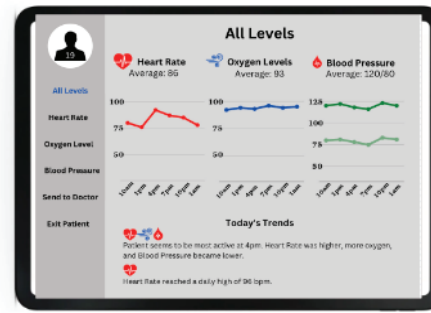 19
All Levels
Heart Rate
Oxygen Level
Blood Pressure
Send to Doctor
Exit Patient
All Levels
Heart Rate
Average: 86
100
75
50
10am 1pm 4pm 7pm 10pm 1am
Oxygen Levels
Average: 93
100
75
50
10am 1pm 4pm 7pm 10pm 1am
Blood Pressure
Average: 120/80
125
100
75
50
10am 1pm 4pm 7pm 10pm 1am
Today's Trends
Patient seems to be most active at 4pm. Heart Rate was higher, more oxygen,
and Blood Pressure became lower.
Heart Rate reached a daily high of 96 bpm.